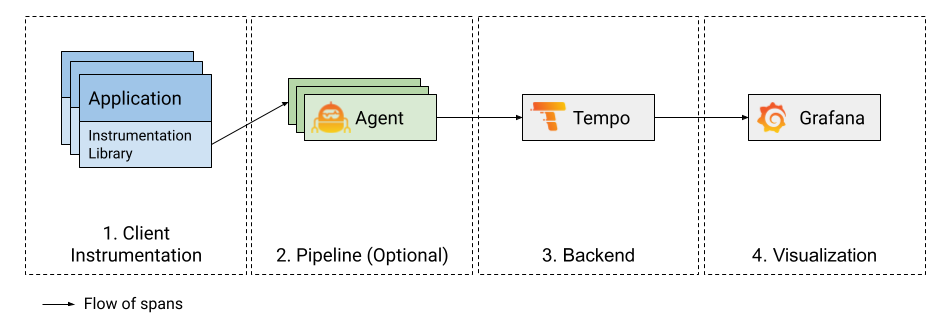 Application
Instrumentation
Library
Agent
Tempo
Grafana
1. Client
Instrumentation
2. Pipeline (Optional)
3. Backend
4. Visualization
Flow of spans